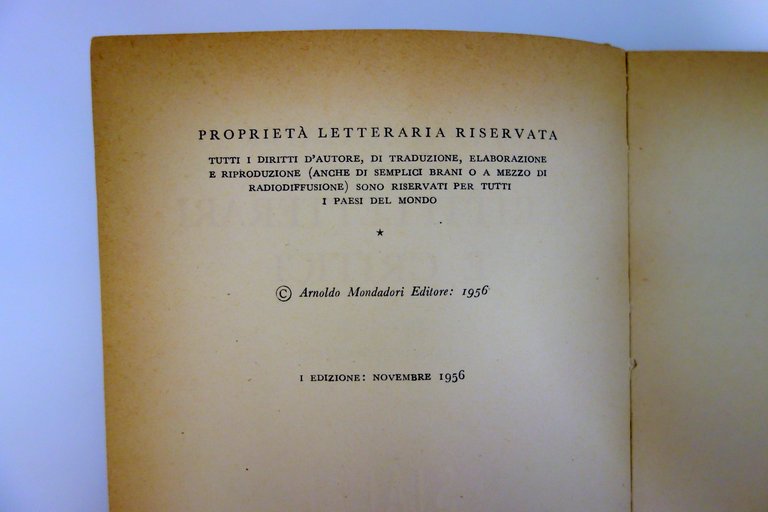 PROPRIETÀ LETTERARIA RISERVATA
TUTTI I DIRITTI D'AUTORE, DI TRADUZIONE, ELABORAZIONE
E RIPRODUZIONE (ANCHE DI SEMPLICI BRANI O A MEZZO DI
RADIODIFFUSIONE) SONO RISERVATI PER TUTTI
I PAESI DEL MONDO
★
© Arnoldo Mondadori Editore: 1956
I EDIZIONE: NOVEMBRE 1956